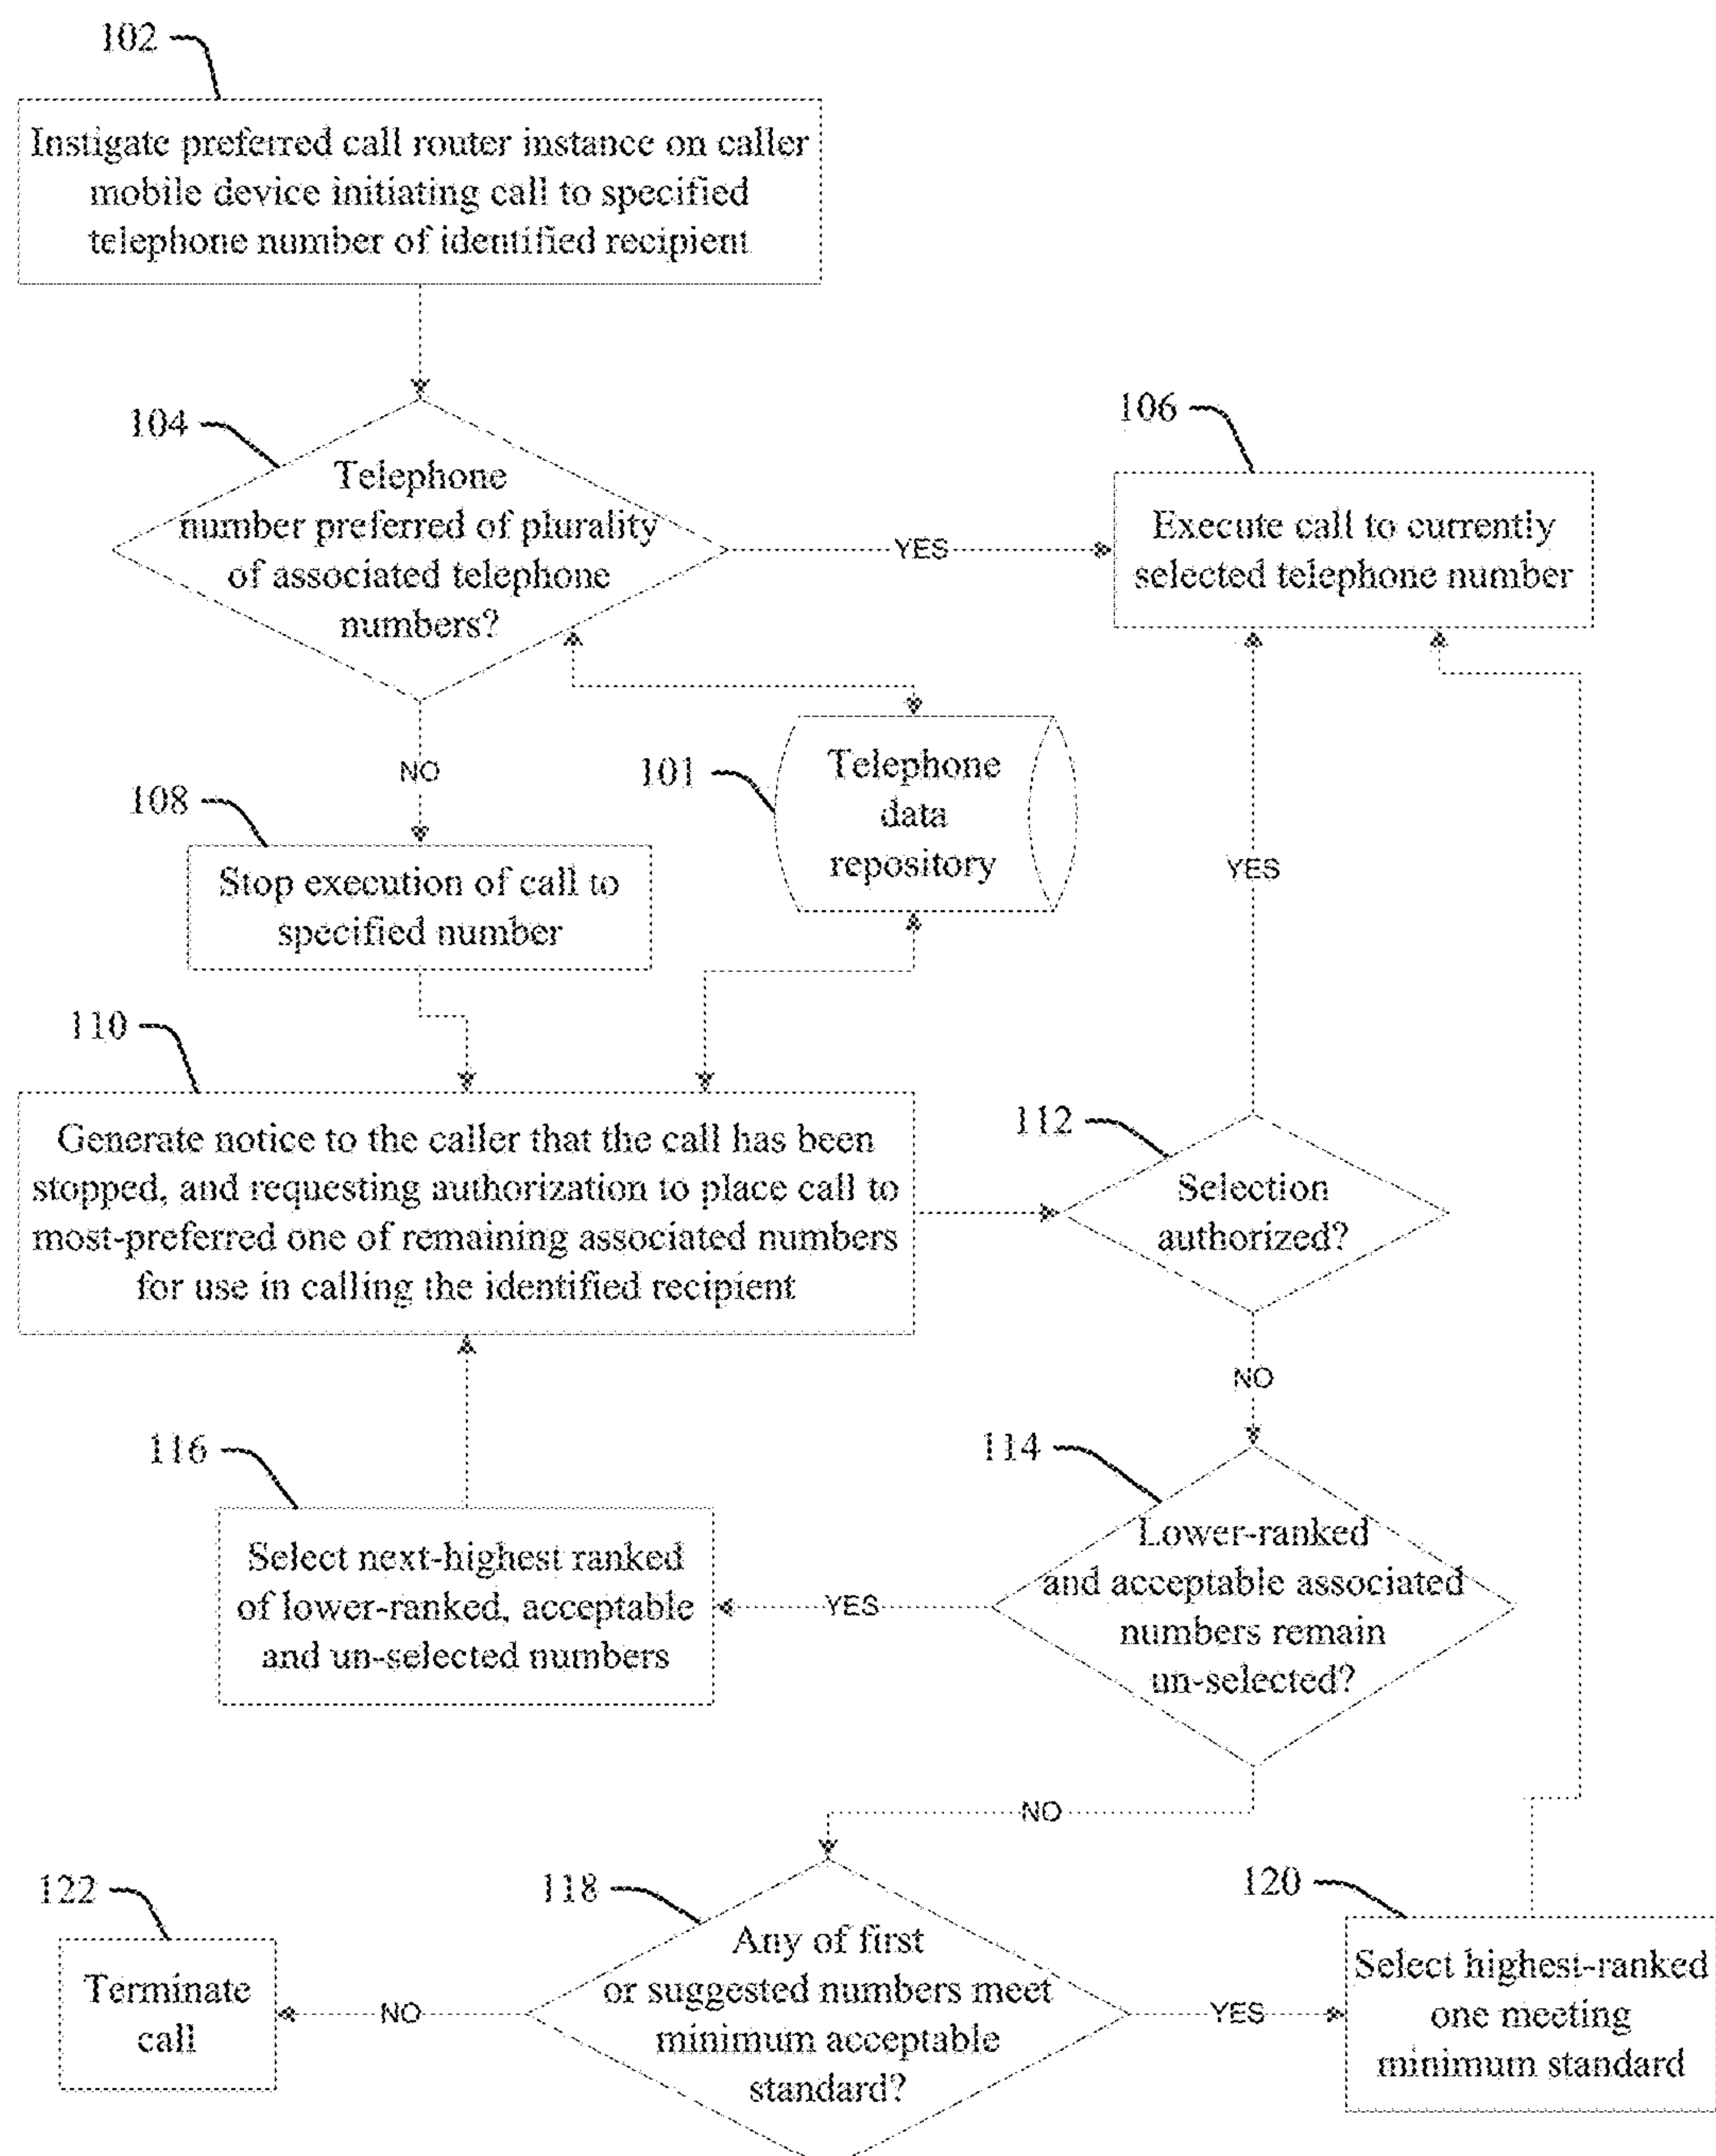 102
Instigate preferred call router instance on caller
mobile device initiating call to specified
telephone number of identified recipient
104
Telephone
number preferred of plurality
of associated telephone
numbers?
YES
106
Execute call to currently
selected telephone number
NO
108
Stop execution of call to
specified number
101
Telephone
data
repository
YES
110
Generate notice to the caller that the call has been
stopped, and requesting authorization to place call to
most-preferred one of remaining associated numbers
for use in calling the identified recipient
112
Selection
authorized?
NO
114
Lower-ranked
and acceptable associated
numbers remain
un-selected?
YES
116
Select next-highest ranked
of lower-ranked, acceptable
and un-selected numbers
NO
118
Any of first
or suggested numbers meet
minimum acceptable
standard?
NO
122
Terminate
call
YES
120
Select highest-ranked
one meeting
minimum standard